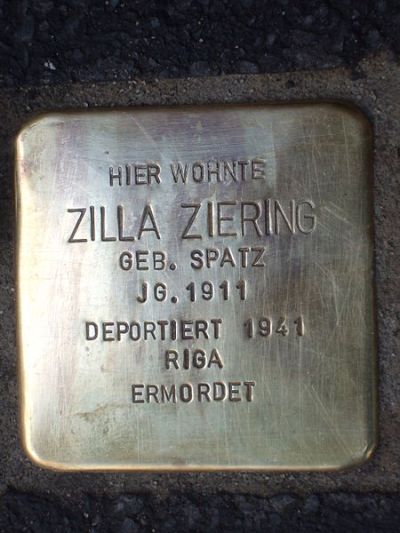 HIER WOHNTE
ZILLA ZIERING
GEB. SPATZ
JG. 1911
DEPORTIERT 1941
RIGA
ERMORDET